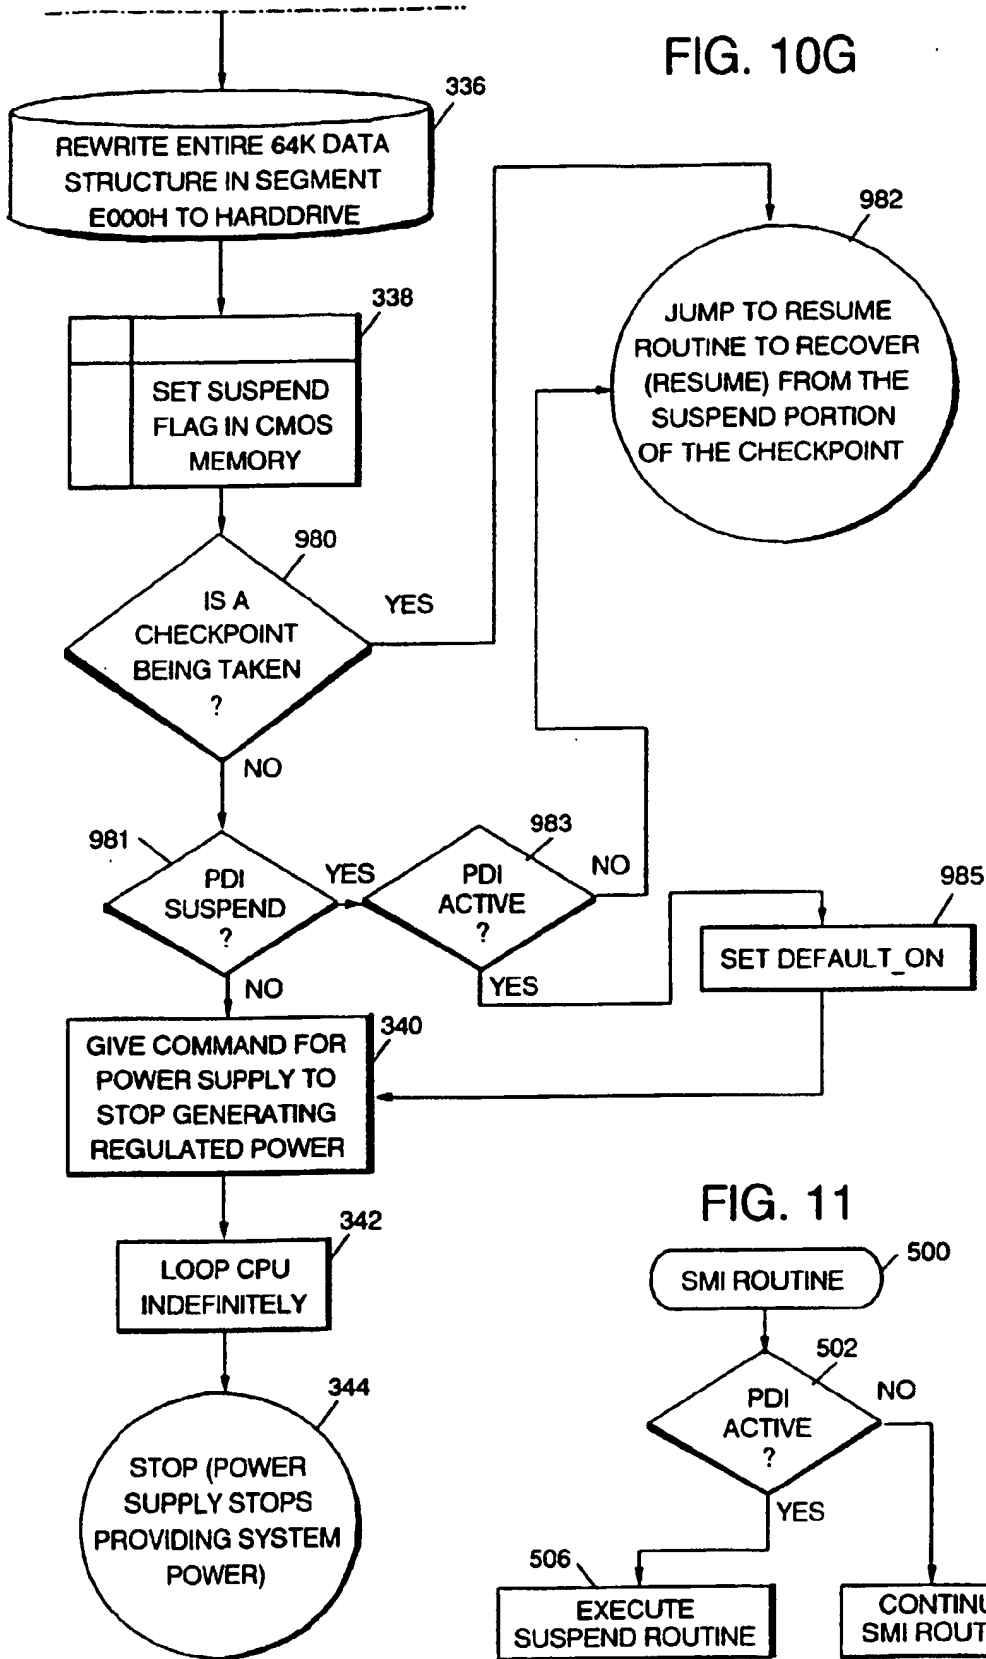 FIG. 10G
336
REWRITE ENTIRE 64K DATA
STRUCTURE IN SEGMENT
E000H TO HARDDRIVE
982
JUMP TO RESUME
ROUTINE TO RECOVER
(RESUME) FROM THE
SUSPEND PORTION
OF THE CHECKPOINT
338
SET SUSPEND
FLAG IN CMOS
MEMORY
980
IS A
CHECKPOINT
BEING TAKEN
?
YES
NO
981
PDI
SUSPEND
?
YES
NO
983
PDI
ACTIVE
?
NO
YES
985
SET DEFAULT_ON
340
GIVE COMMAND FOR
POWER SUPPLY TO
STOP GENERATING
REGULATED POWER
342
LOOP CPU
INDEFINITELY
344
STOP (POWER
SUPPLY STOPS
PROVIDING SYSTEM
POWER)
FIG. 11
500
SMI ROUTINE
502
PDI
ACTIVE
?
NO
YES
506
EXECUTE
SUSPEND ROUTINE
CONTINU
SMI ROUT